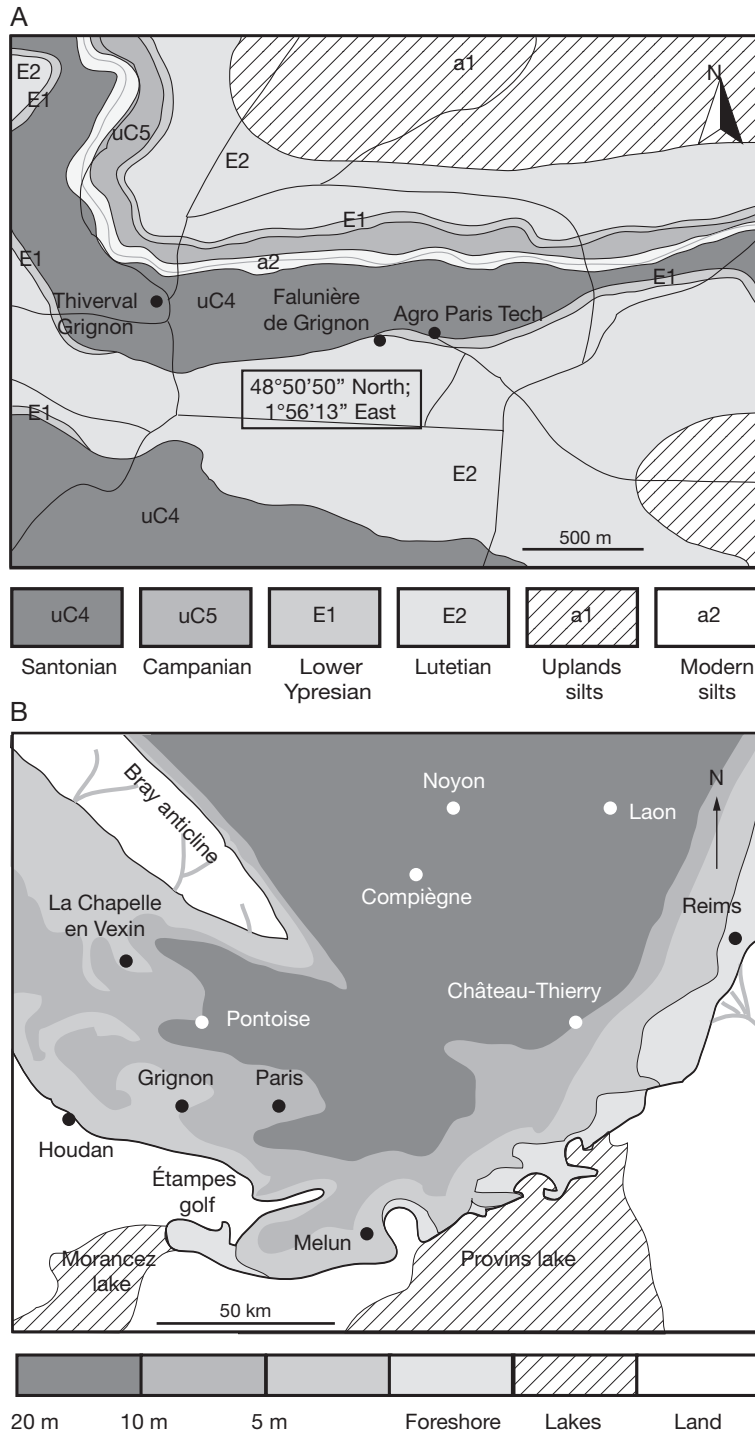 A
E2
E1
uC5
a1
N
E2
E1
E1
a2
E1
Thiverval
Grignon
uC4
Falunière
de Grignon
Agro Paris Tech
48°50’50” North;
1°56’13” East
E1
E2
uC4
500 m
uC4
uC5
E1
E2
a1
a2
Santonian
Campanian
Lower
Ypresian
Lutetian
Uplands
silts
Modern
silts
B
Bray anticline
N
Noyon
Laon
Compiègne
La Chapelle
en Vexin
Reims
Château-Thierry
Pontoise
Grignon
Paris
Houdan
Étampes
golf
Melun
Morancez
lake
Provins lake
50 km
20 m
10 m
5 m
Foreshore
Lakes
Land